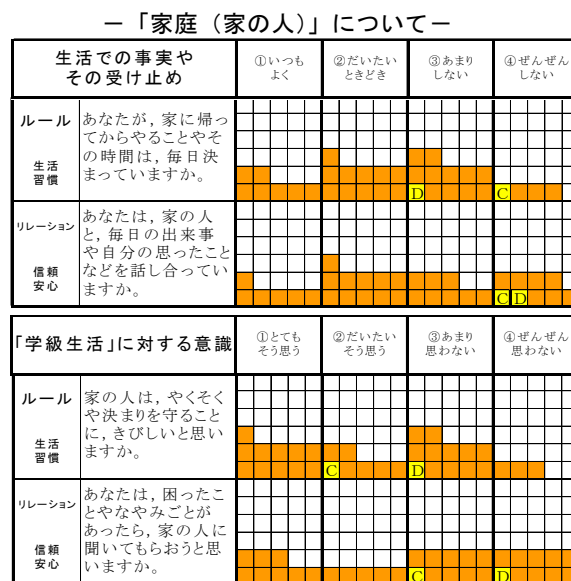 －「家庭（家の人）」について－
生活での事実や
その受け止め
①いつも
よく
②だいたい
ときどき
③あまり
しない
④ぜんぜん
しない
ルール
生活
習慣
あなたが，家に帰っ
てからやることやそ
の時間は，毎日決
まっていますか。
D
C
リレーション
信頼
安心
あなたは，家の人
と，毎日の出来事
や自分の思ったこと
などを話し合ってい
ますか。
C D
「学級生活」に対する意識
①とても
そう思う
②だいたい
そう思う
③あまり
思わない
④ぜんぜん
思わない
ルール
生活
習慣
家の人は，やくそく
や決まりを守ること
に，きびしいと思い
ますか。
C
D
リレーション
信頼
安心
あなたは，困ったこ
とやなやみごとが
あったら，家の人に
聞いてもらおうと思
いますか。
C
D